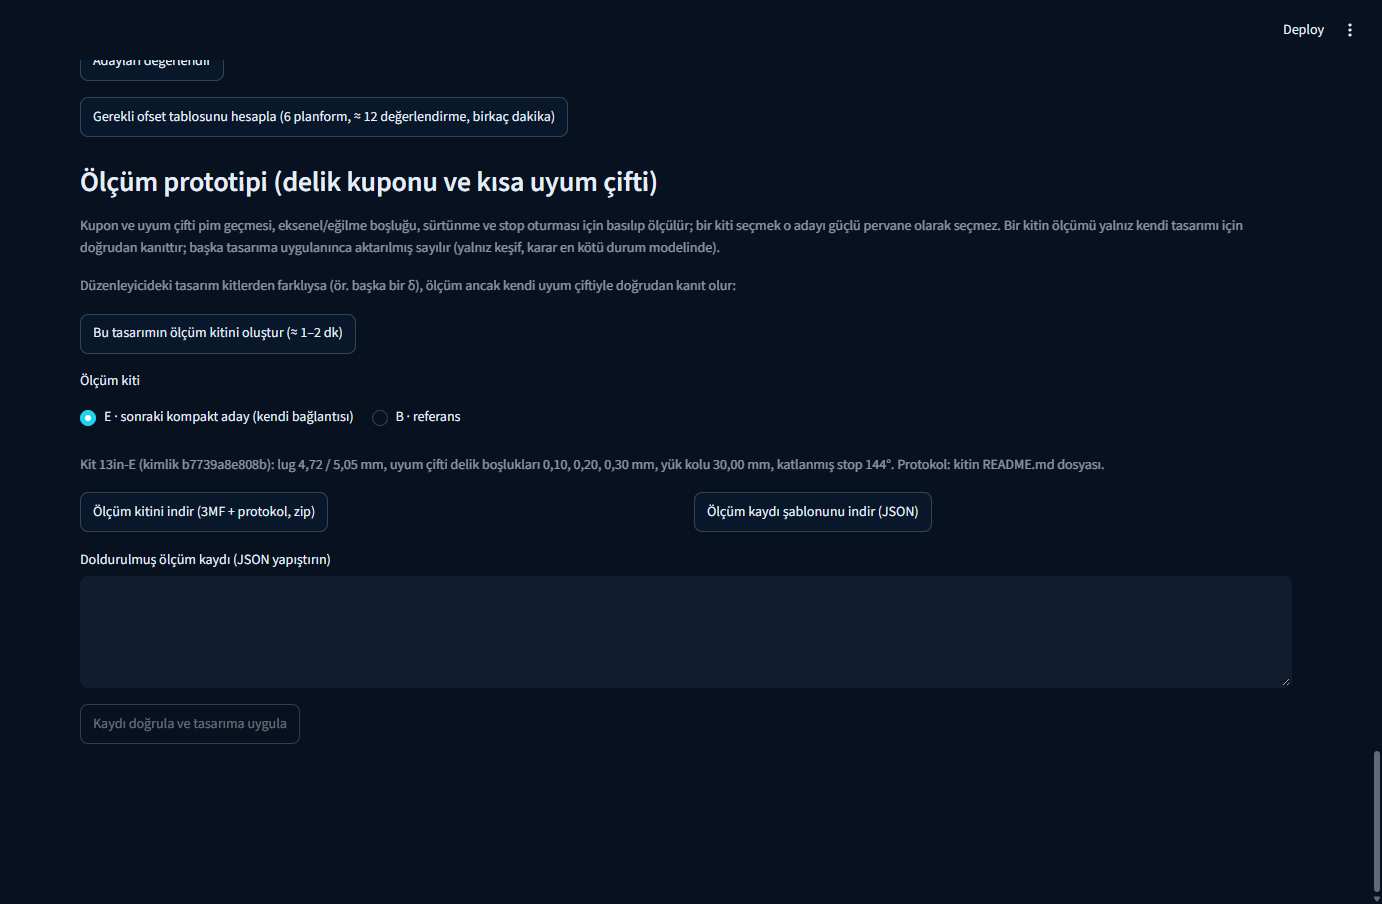 Deploy
Adayları değerlendir
Gerekli ofset tablosunu hesapla (6 planform, ≈ 12 değerlendirme, birkaç dakika)
Ölçüm prototipi (delik kuponu ve kısa uyum çifti)
Kupon ve uyum çifti pim geçmesi, eksenel/eğilme boşluğu, sürtünme ve stop oturması için basılıp ölçülür; bir kiti seçmek o adayı güçlü pervane olarak seçmez. Bir kitin ölçümü yalnız kendi tasarımı için
doğrudan kanıttır; başka tasarıma uygulanınca aktarılmış sayılır (yalnız keşif, karar en kötü durum modelinde).
Düzenleyicideki tasarım kitlerden farklıysa (ör. başka bir δ), ölçüm ancak kendi uyum çiftiyle doğrudan kanıt olur:
Bu tasarımın ölçüm kitini oluştur (≈ 1–2 dk)
Ölçüm kiti
E · sonraki kompakt aday (kendi bağlantısı)
B · referans
Kit 13in-E (kimlik b7739a8e808b): lug 4,72 / 5,05 mm, uyum çifti delik boşlukları 0,10, 0,20, 0,30 mm, yük kolu 30,00 mm, katlanmış stop 144°. Protokol: kitin README.md dosyası.
Ölçüm kitini indir (3MF + protokol, zip)
Ölçüm kaydı şablonunu indir (JSON)
Doldurulmuş ölçüm kaydı (JSON yapıştırın)
Kaydı doğrula ve tasarıma uygula